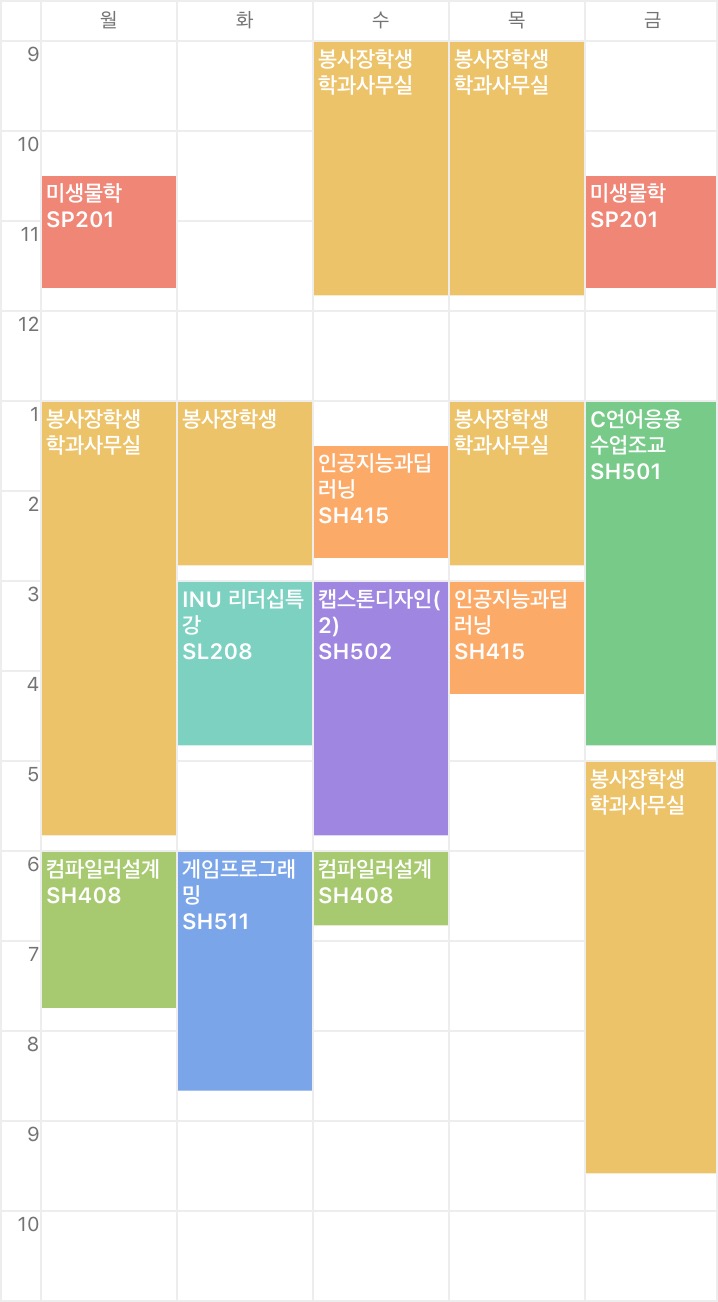 월 화 수 목 금
9
봉사장학생
학과사무실
봉사장학생
학과사무실
10
미생물학
SP201
미생물학
SP201
11
12
1
봉사장학생
학과사무실
봉사장학생
인공지능과딥
러닝
SH415
봉사장학생
학과사무실
C언어응용
수업조교
SH501
2
3
INU 리더십특
강
SL208
캡스톤디자인(
2)
SH502
인공지능과딥
러닝
SH415
4
5
봉사장학생
학과사무실
6
컴파일러설계
SH408
게임프로그래
밍
SH511
컴파일러설계
SH408
7
8
9
10